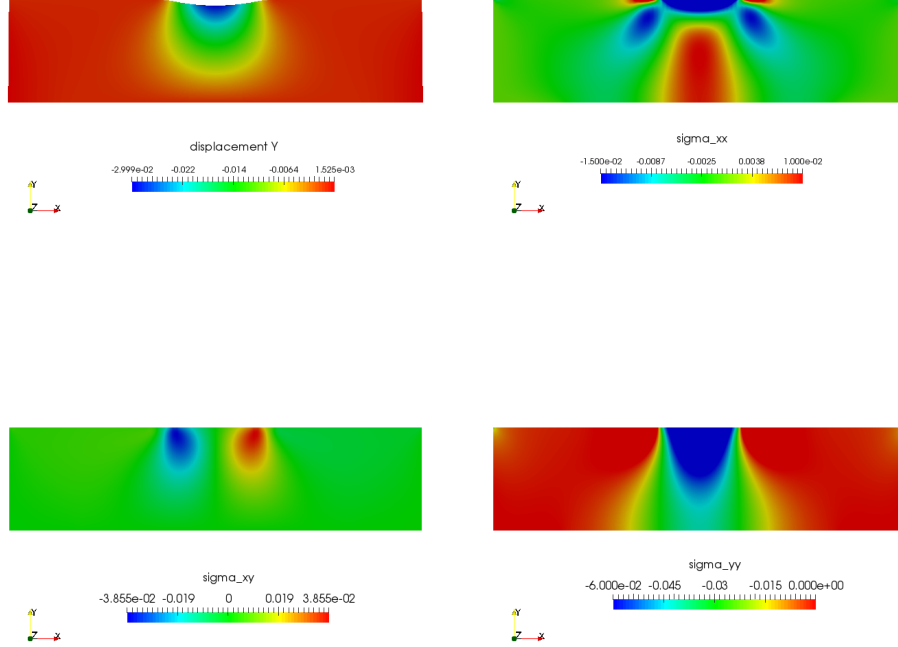 displacement Y
-2.999e-02 -0.022 -0.014 -0.0064 1.525e-03
Y
Z X
sigma_xx
-1.500e-02 -0.0087 -0.0025 0.0038 1.000e-02
Y
Z X
sigma_xy
-3.855e-02 -0.019 0 0.019 3.855e-02
Y
Z X
sigma_yy
-6.000e-02 -0.045 -0.03 -0.015 0.000e+00
Y
Z X